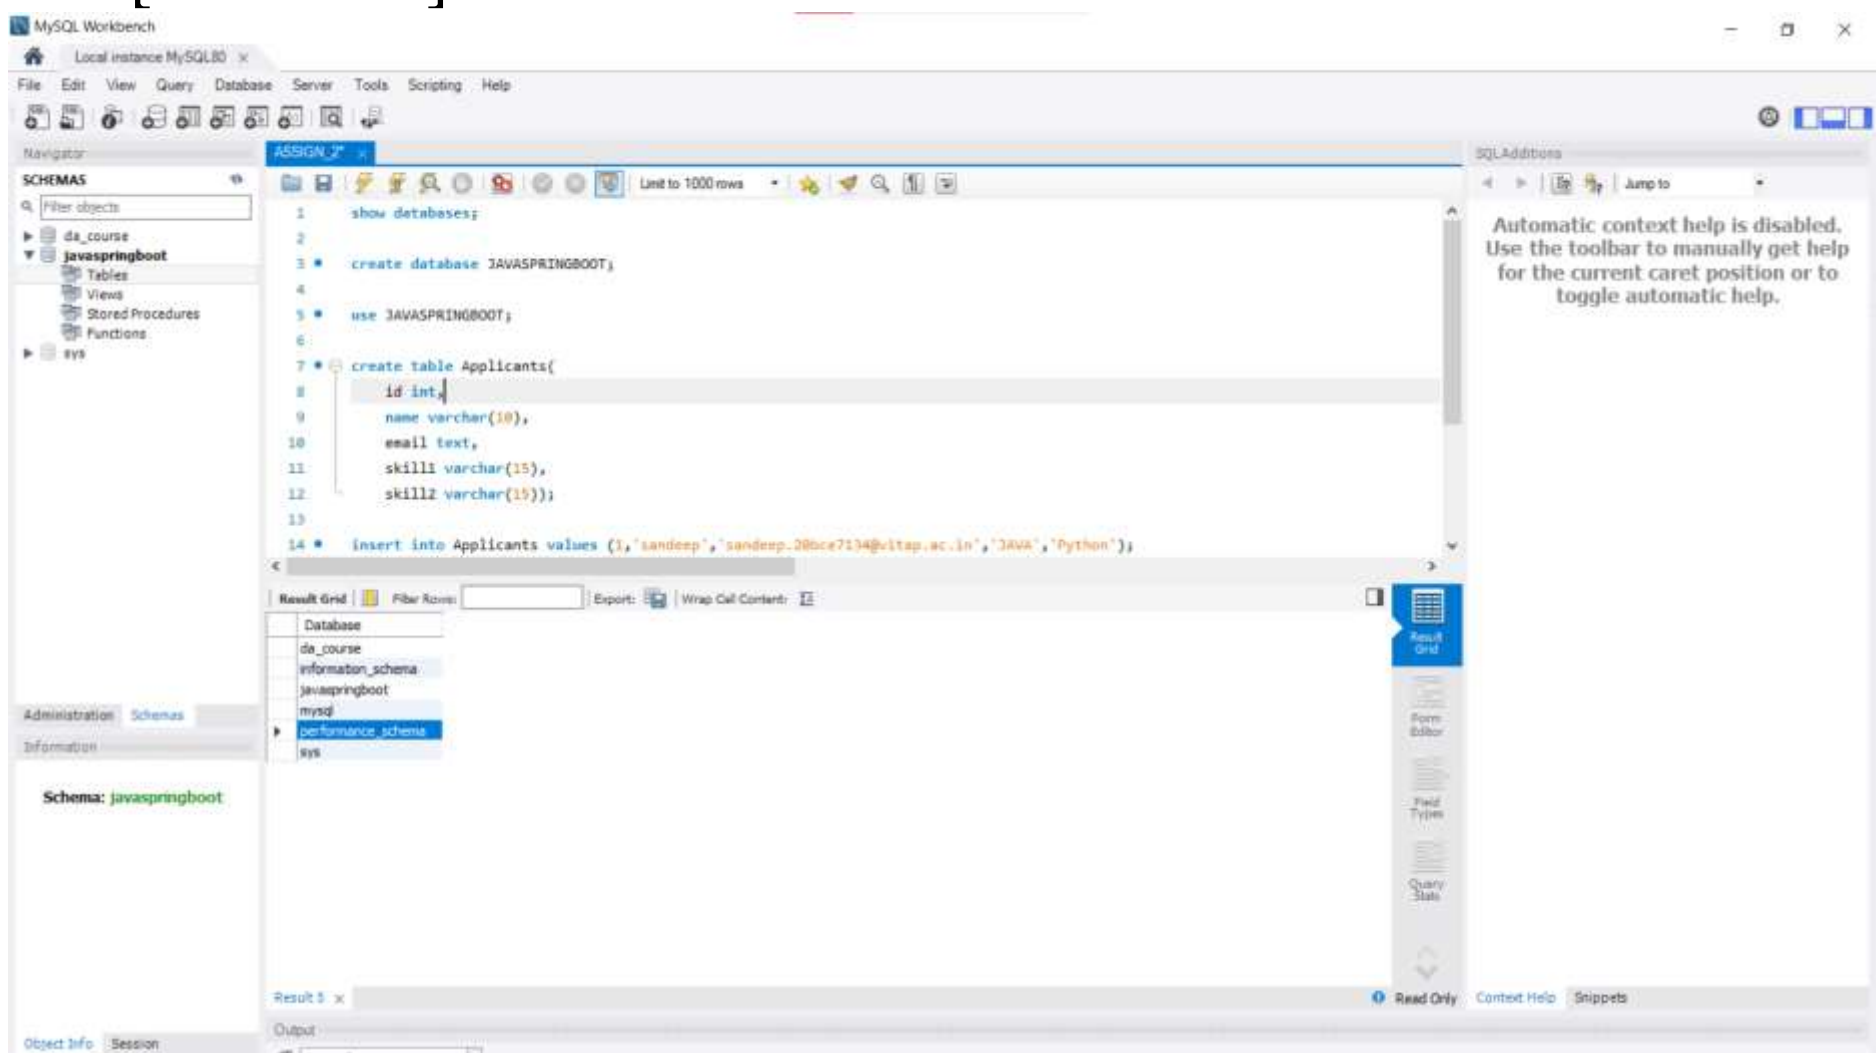 MySQL Workbench
Local instance MySQL80
File Edit View Query Database Server Tools Scripting Help
Navigator
SCHEMAS
Filter objects
da_course
javaspringboot
Tables
Views
Stored Procedures
Functions
sys
Administration Schemas
Information
Schema: javaspringboot
Object Info Session
ASSIGN_2*
Limit to 1000 rows
1 show databases;
2
3 create database JAVASPRINGBOOT;
4
5 use JAVASPRINGBOOT;
6
7 create table Applicants(
8 id int,
9 name varchar(10),
10 email text,
11 skill1 varchar(15),
12 skill2 varchar(15));
13
14 insert into Applicants values (1,'sandeep','sandeep.20bce7134@vitap.ac.in','JAVA','Python');
Result Grid Filter Rows: Export: Wrap Cell Content:
Database
da_course
information_schema
javaspringboot
mysql
performance_schema
sys
Result Grid
Form Editor
Field Types
Query Stats
Result 5
Read Only
Output
SQLAdditions
Jump to
Automatic context help is disabled.
Use the toolbar to manually get help
for the current caret position or to
toggle automatic help.
Context Help Snippets